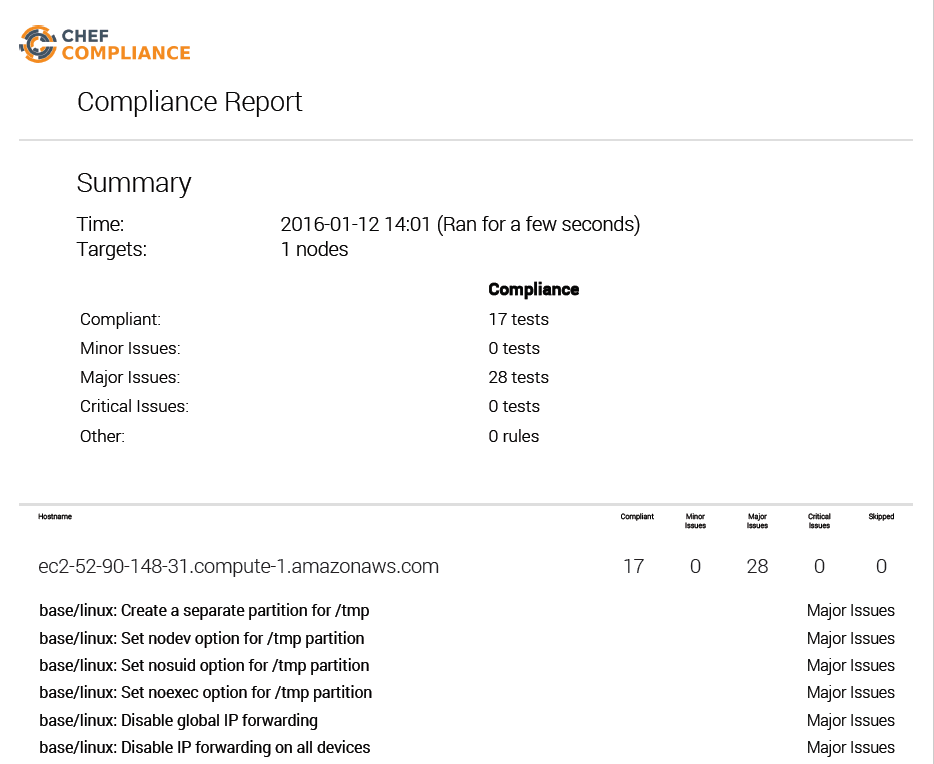 CHEF
COMPLIANCE
Compliance Report
Summary
Time: 2016-01-12 14:01 (Ran for a few seconds)
Targets: 1 nodes
Compliance
Compliant: 17 tests
Minor Issues: 0 tests
Major Issues: 28 tests
Critical Issues: 0 tests
Other: 0 rules
Hostname Compliant Minor Issues Major Issues Critical Issues Skipped
ec2-52-90-148-31.compute-1.amazonaws.com 17 0 28 0 0
base/linux: Create a separate partition for /tmp Major Issues
base/linux: Set nodev option for /tmp partition Major Issues
base/linux: Set nosuid option for /tmp partition Major Issues
base/linux: Set noexec option for /tmp partition Major Issues
base/linux: Disable global IP forwarding Major Issues
base/linux: Disable IP forwarding on all devices Major Issues